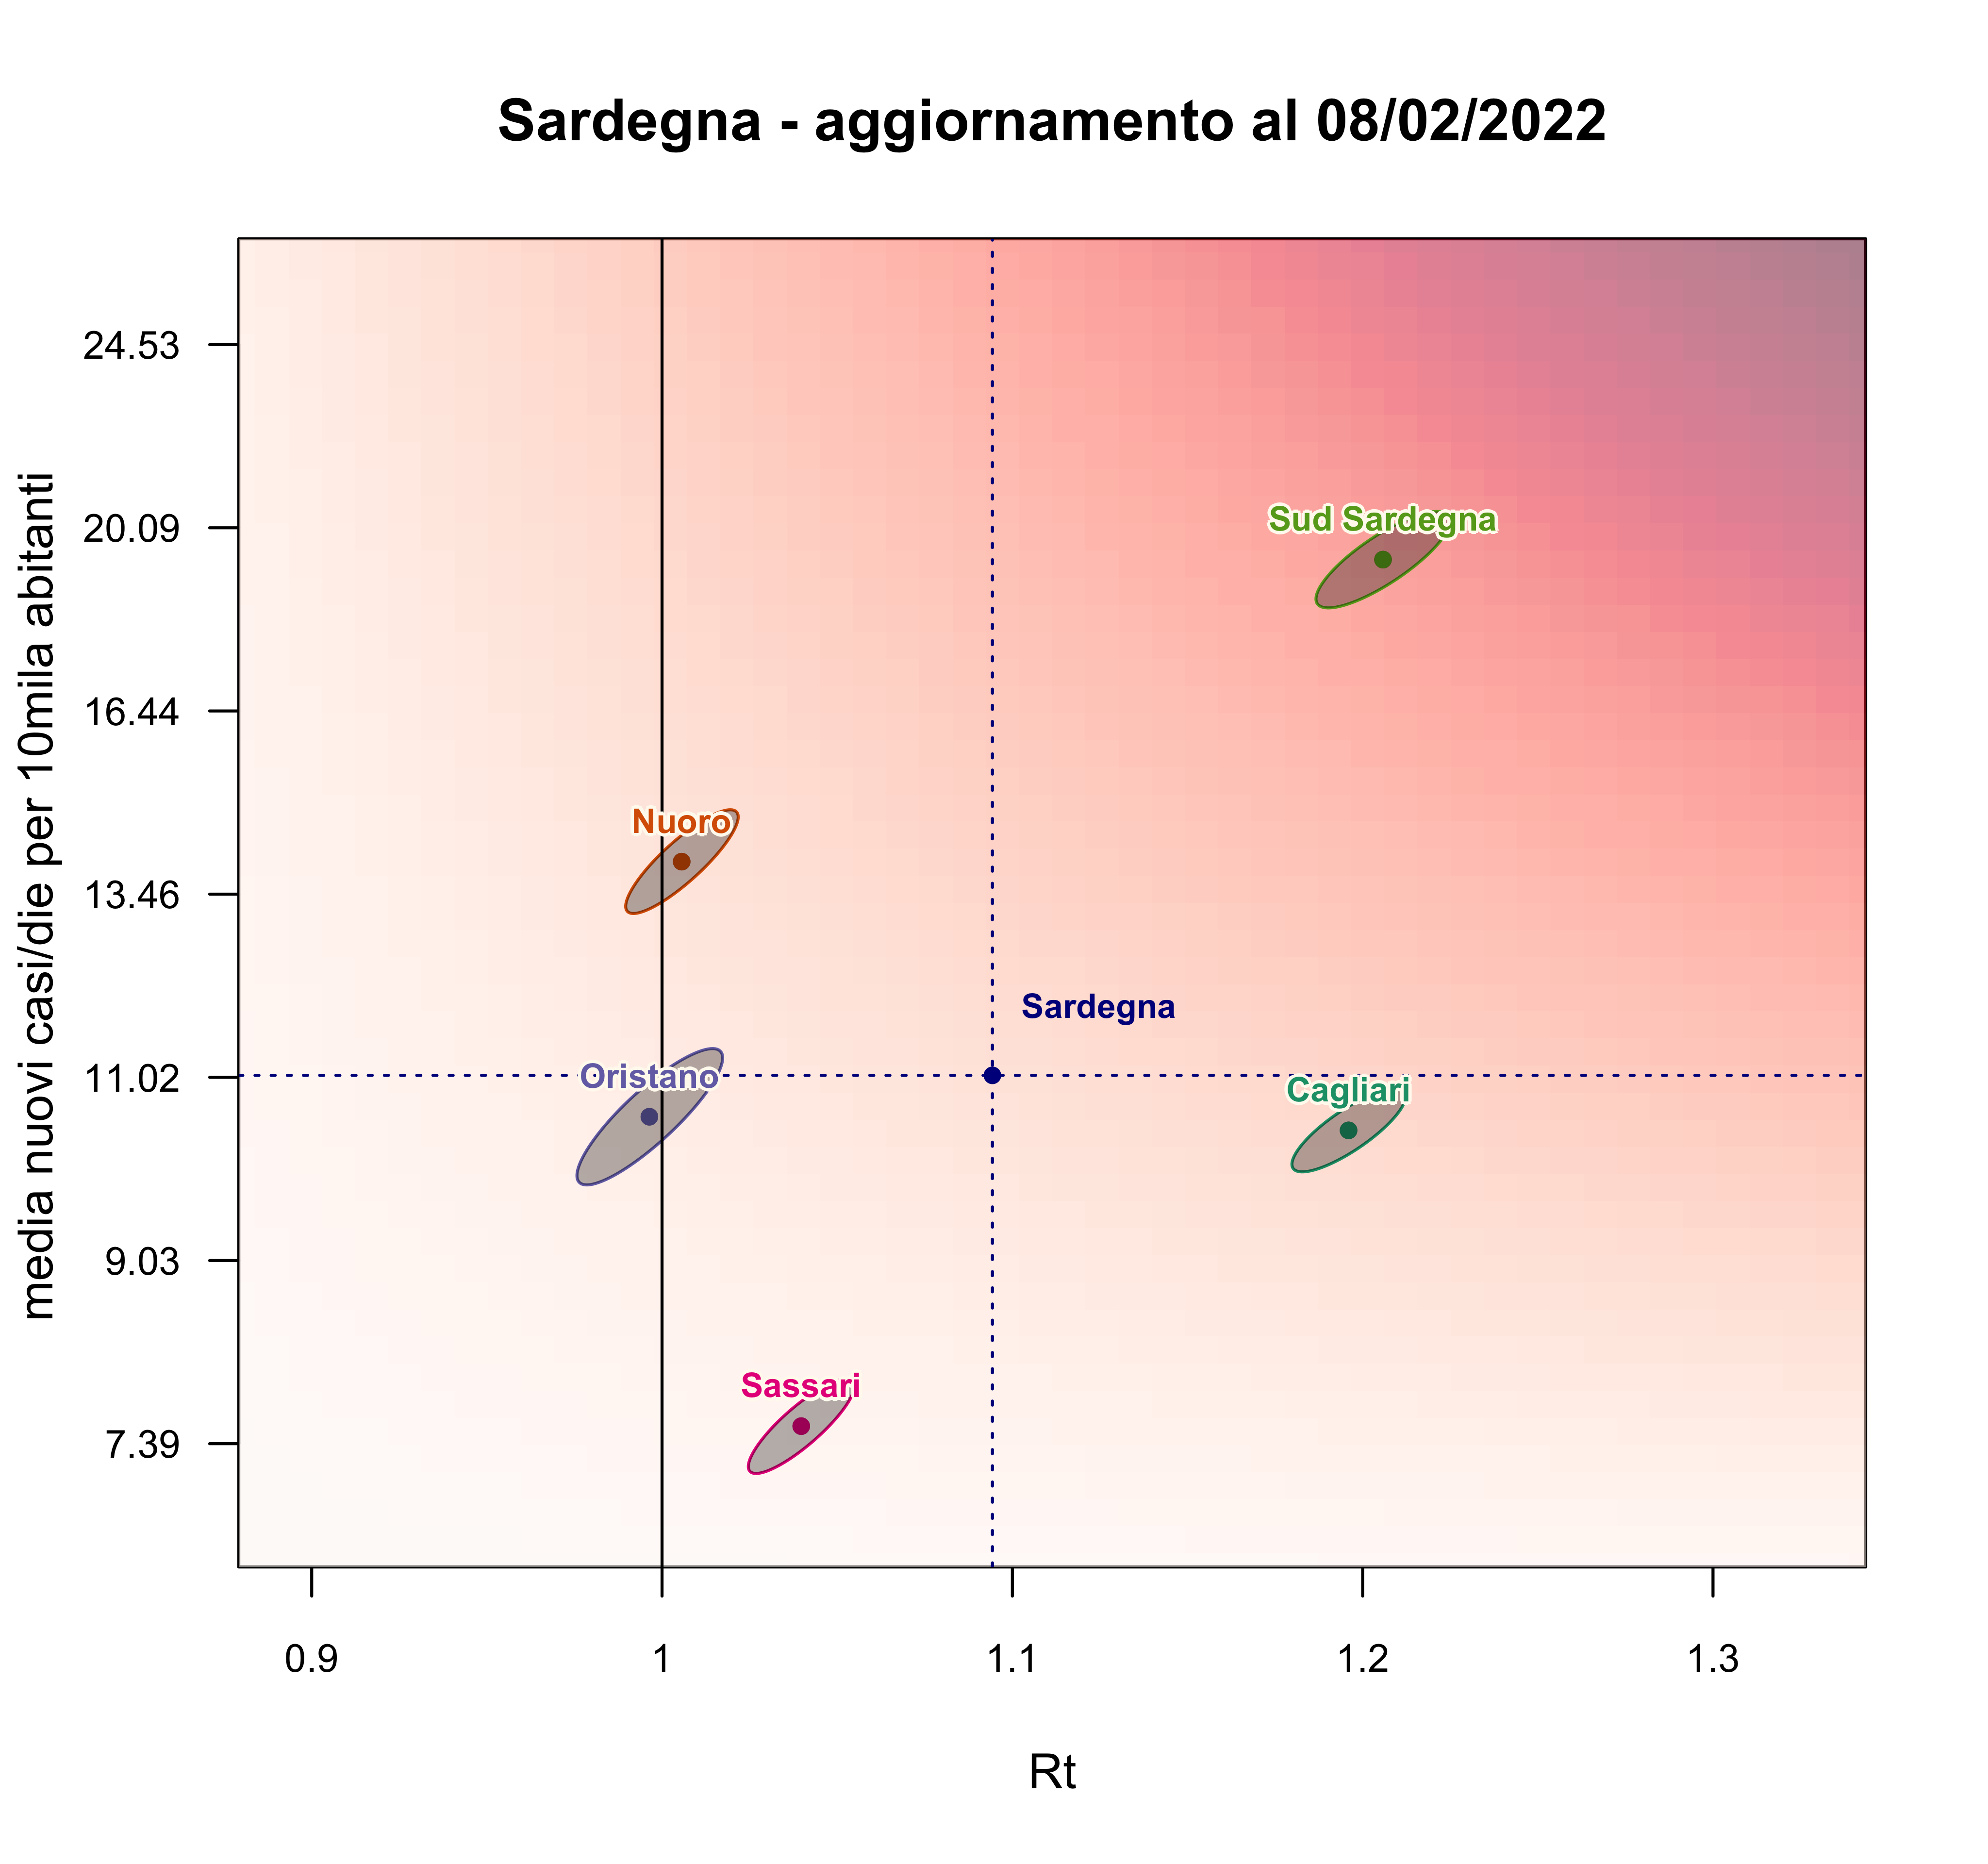 Sardegna - aggiornamento al 08/02/2022
media nuovi casi/die per 10mila abitanti
24.53
20.09
16.44
13.46
11.02
9.03
7.39
Sud Sardegna
Nuoro
Sardegna
Oristano
Cagliari
Sassari
0.9
1
1.1
1.2
1.3
Rt